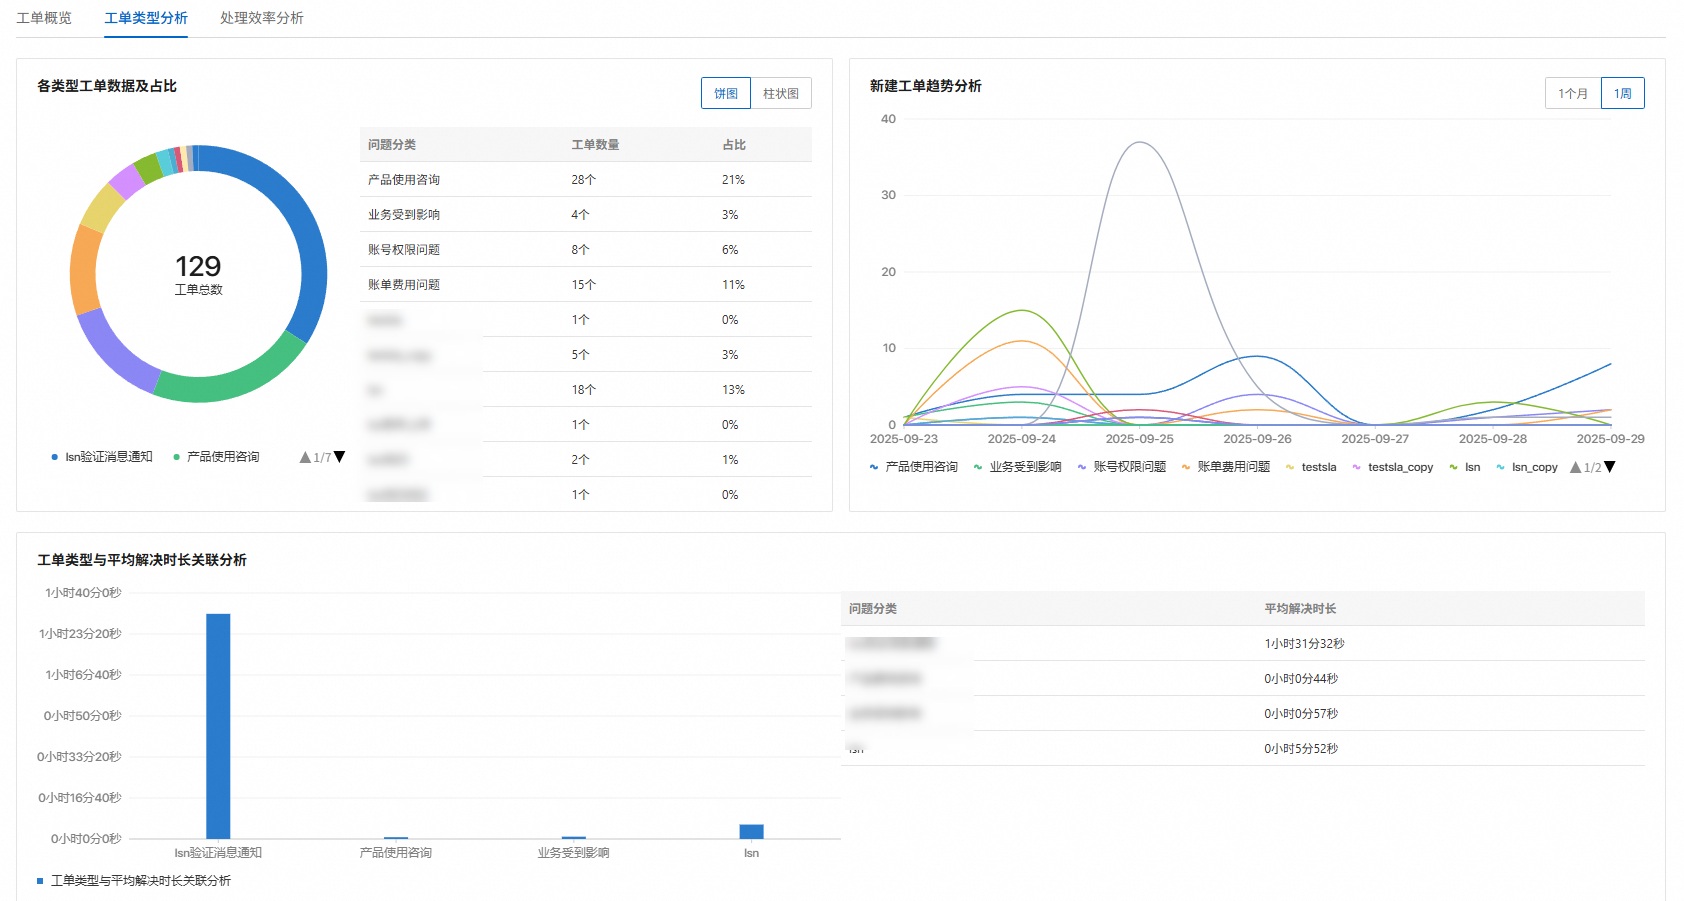 工单概览 工单类型分析 处理效率分析
各类型工单数据及占比
饼图 柱状图
129
工单总数
lsn验证消息通知 产品使用咨询 1/7
问题分类 工单数量 占比
产品使用咨询 28个 21%
业务受到影响 4个 3%
账号权限问题 8个 6%
账单费用问题 15个 11%
1个 0%
5个 3%
18个 13%
1个 0%
2个 1%
1个 0%
新建工单趋势分析
1个月 1周
40
30
20
10
0
2025-09-23 2025-09-24 2025-09-25 2025-09-26 2025-09-27 2025-09-28 2025-09-29
产品使用咨询 业务受到影响 账号权限问题 账单费用问题 testsla testsla_copy lsn lsn_copy 1/2
工单类型与平均解决时长关联分析
1小时40分0秒
1小时23分20秒
1小时6分40秒
0小时50分0秒
0小时33分20秒
0小时16分40秒
0小时0分0秒
lsn验证消息通知 产品使用咨询 业务受到影响 lsn
工单类型与平均解决时长关联分析
问题分类 平均解决时长
1小时31分32秒
0小时0分44秒
0小时0分57秒
0小时5分52秒